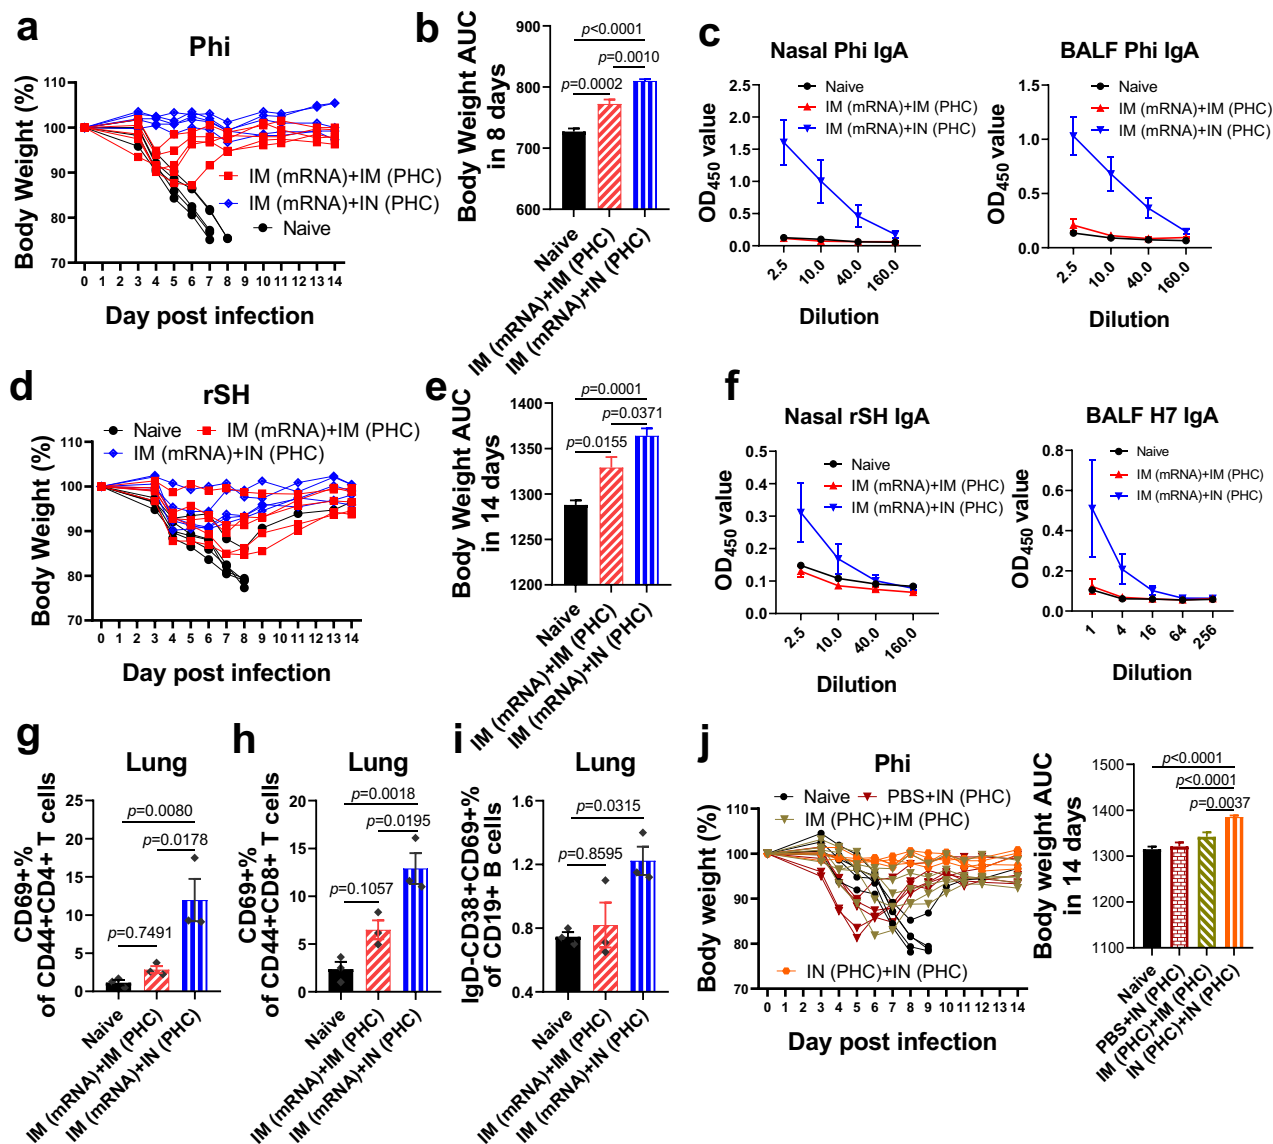 a
Phi
Body Weight (%)
110
100
90
80
70
0 1 2 3 4 5 6 7 8 9 10 11 12 13 14
Day post infection
IM (mRNA)+IM (PHC)
IM (mRNA)+IN (PHC)
Naive
b
Body Weight AUC
in 8 days
900
800
700
600
p<0.0001
p=0.0010
p=0.0002
Naive
IM (mRNA)+IM (PHC)
IM (mRNA)+IN (PHC)
c
Nasal Phi IgA
Naive
IM (mRNA)+IM (PHC)
IM (mRNA)+IN (PHC)
OD450 value
2.5
2.0
1.5
1.0
0.5
0.0
2.5 10.0 40.0 160.0
Dilution
BALF Phi IgA
Naive
IM (mRNA)+IM (PHC)
IM (mRNA)+IN (PHC)
OD450 value
1.5
1.0
0.5
0.0
2.5 10.0 40.0 160.0
Dilution
d
rSH
Naive IM (mRNA)+IM (PHC)
IM (mRNA)+IN (PHC)
Body Weight (%)
110
100
90
80
70
0 1 2 3 4 5 6 7 8 9 10 11 12 13 14
Day post infection
e
Body Weight AUC
in 14 days
1400
1300
1200
p=0.0001
p=0.0371
p=0.0155
Naive
IM (mRNA)+IM (PHC)
IM (mRNA)+IN (PHC)
f
Nasal rSH IgA
Naive
IM (mRNA)+IM (PHC)
IM (mRNA)+IN (PHC)
OD450 value
0.5
0.4
0.3
0.2
0.1
0.0
2.5 10.0 40.0 160.0
Dilution
BALF H7 IgA
Naive
IM (mRNA)+IM (PHC)
IM (mRNA)+IN (PHC)
OD450 value
0.8
0.6
0.4
0.2
0.0
1 4 16 64 256
Dilution
g
Lung
CD69+%
of CD44+CD4+ T cells
25
20
15
10
5
0
p=0.0080
p=0.0178
p=0.7491
Naive
IM (mRNA)+IM (PHC)
IM (mRNA)+IN (PHC)
h
Lung
CD69+%
of CD44+CD8+ T cells
20
15
10
5
0
p=0.0018
p=0.0195
p=0.1057
Naive
IM (mRNA)+IM (PHC)
IM (mRNA)+IN (PHC)
i
Lung
IgD-CD38+CD69+%
of CD19+ B cells
1.6
1.2
0.8
0.4
p=0.0315
p=0.8595
Naive
IM (mRNA)+IM (PHC)
IM (mRNA)+IN (PHC)
j
Phi
Naive PBS+IN (PHC)
IM (PHC)+IM (PHC)
IN (PHC)+IN (PHC)
Body weight (%)
110
100
90
80
70
0 1 2 3 4 5 6 7 8 9 10 11 12 13 14
Day post infection
Body weight AUC
in 14 days
1500
1400
1300
1200
1100
p<0.0001
p<0.0001
p=0.0037
Naive
PBS+IN (PHC)
IM (PHC)+IM (PHC)
IN (PHC)+IN (PHC)